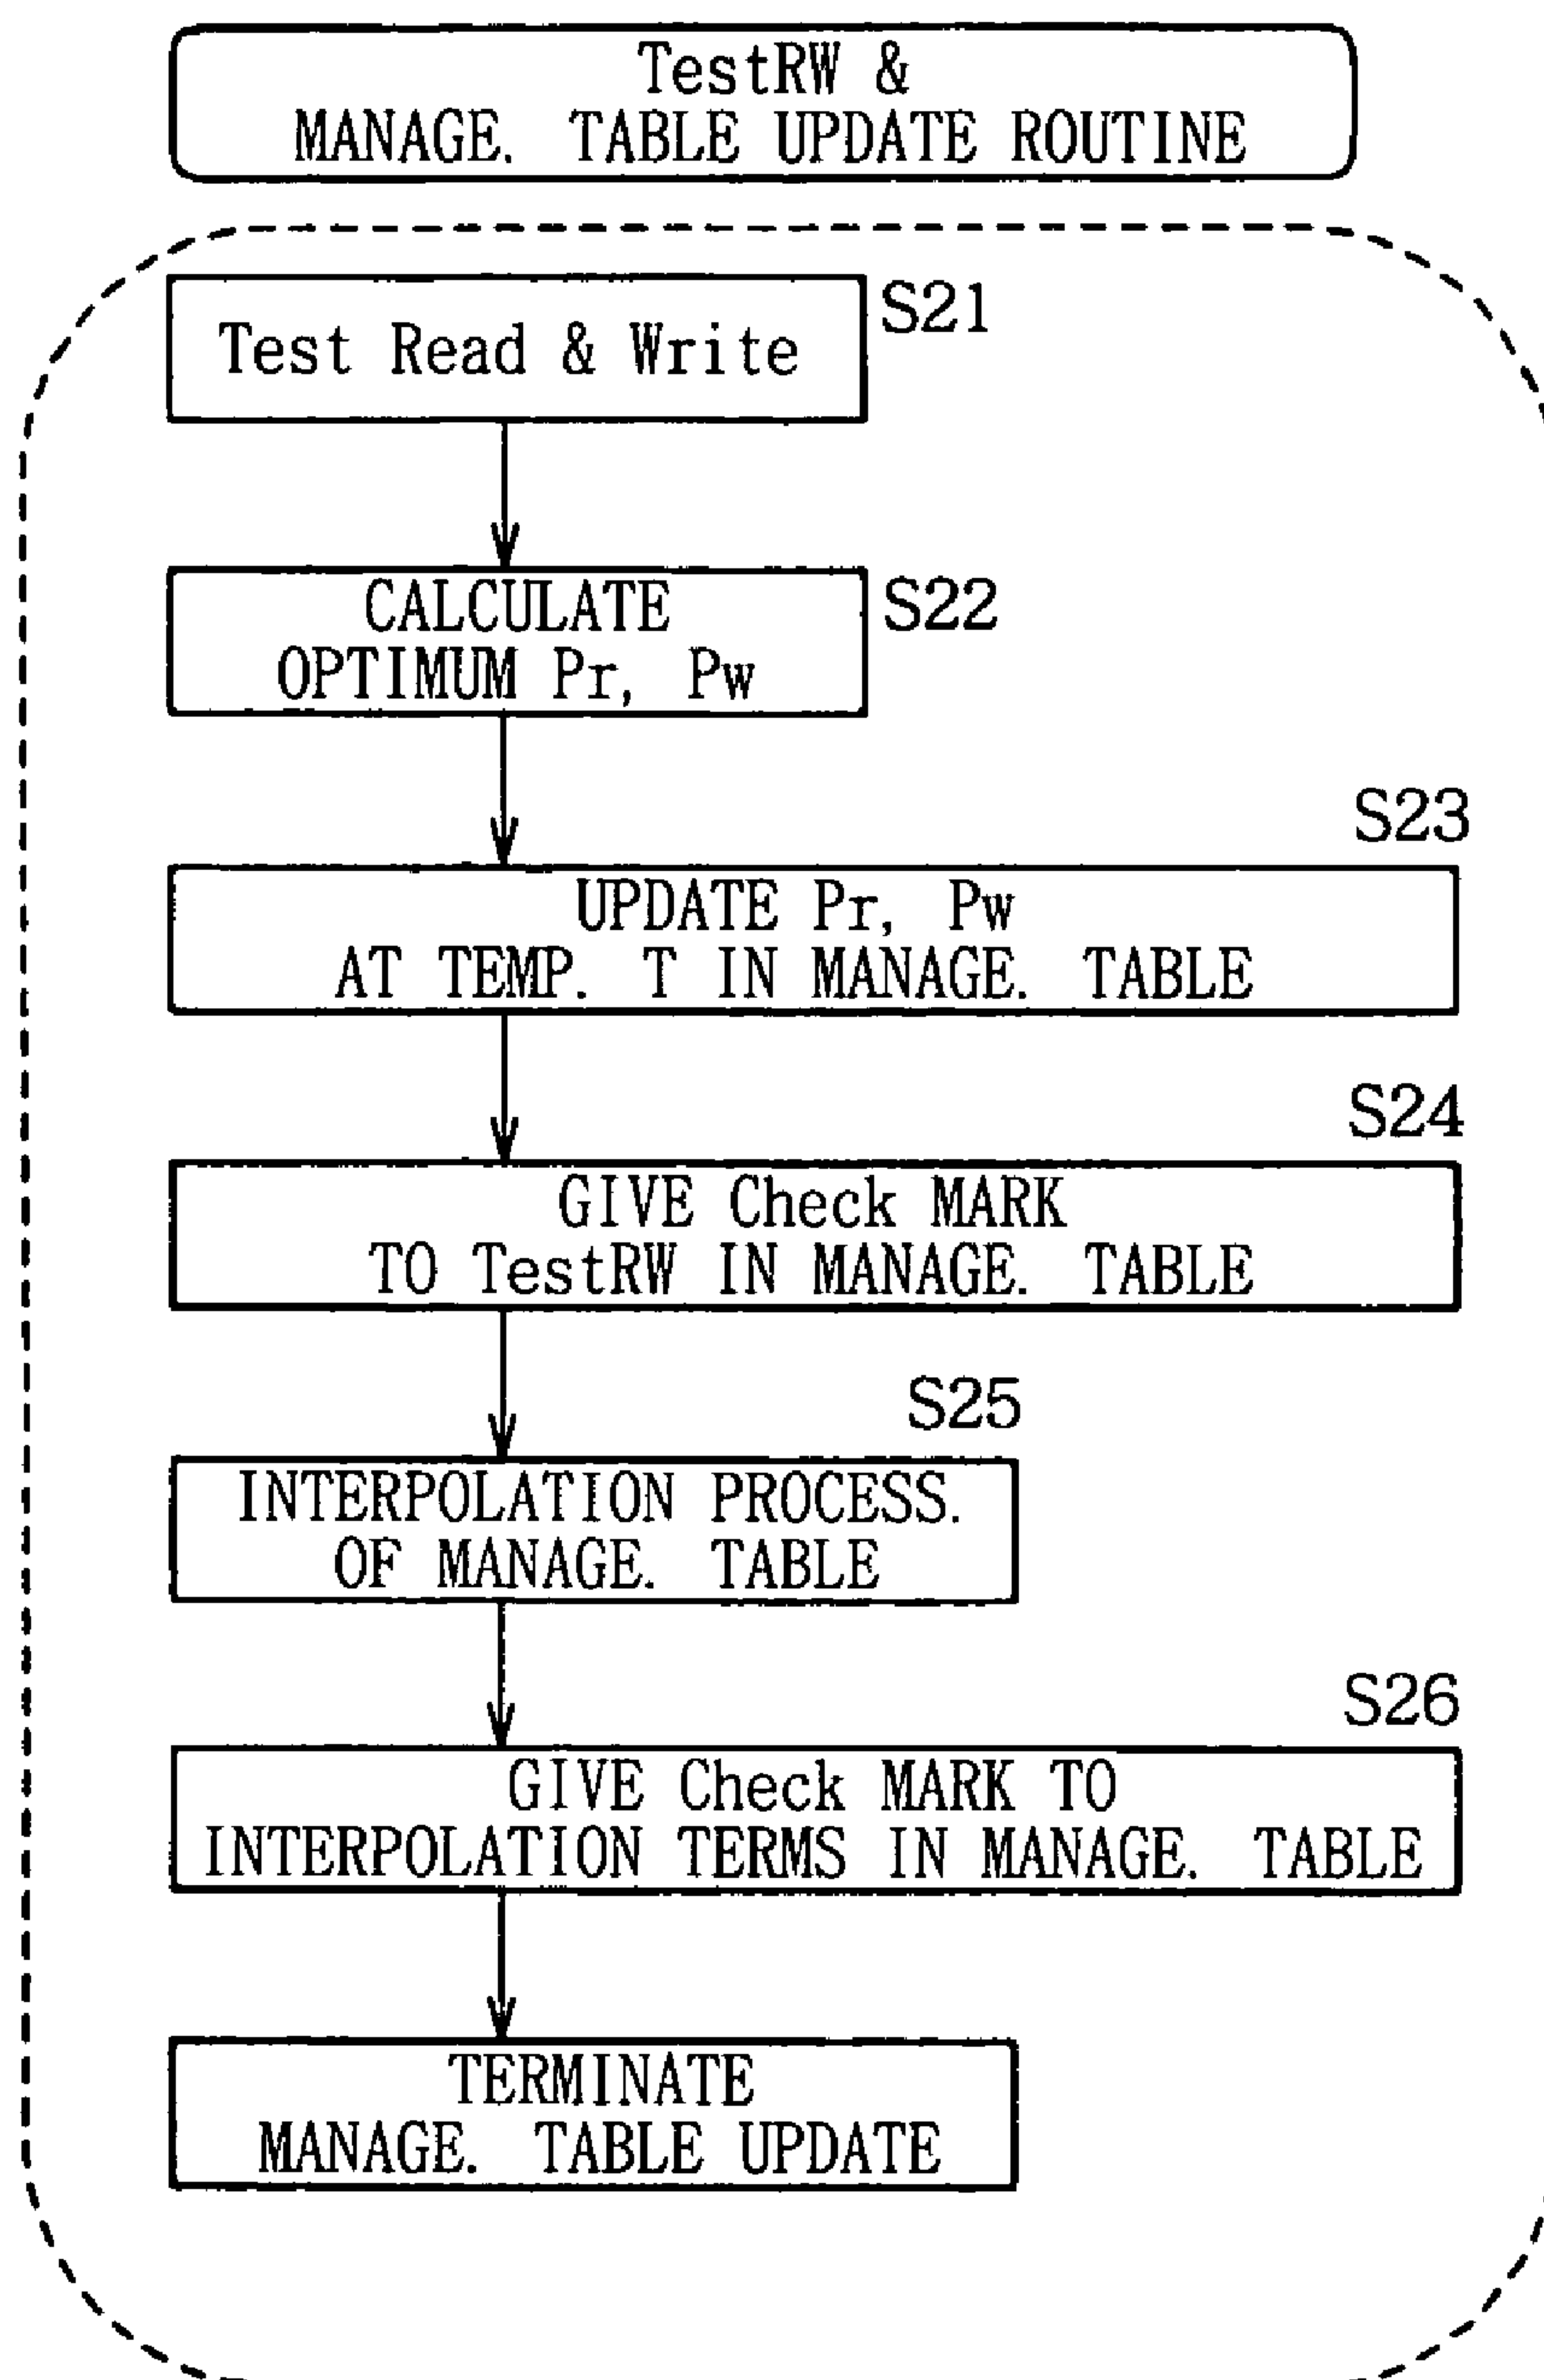 TestRW &
MANAGE. TABLE UPDATE ROUTINE
S21
Test Read & Write
S22
CALCULATE
OPTIMUM Pr, Pw
S23
UPDATE Pr, Pw
AT TEMP. T IN MANAGE. TABLE
S24
GIVE Check MARK
TO TestRW IN MANAGE. TABLE
S25
INTERPOLATION PROCESS.
OF MANAGE. TABLE
S26
GIVE Check MARK TO
INTERPOLATION TERMS IN MANAGE. TABLE
TERMINATE
MANAGE. TABLE UPDATE